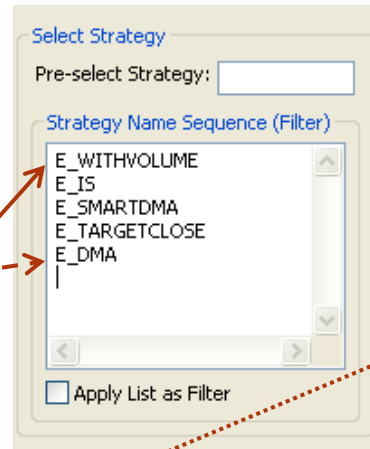 Select Strategy
Pre-select Strategy:
Strategy Name Sequence (Filter)
E_WITHVOLUME
E_IS
E_SMARTDMA
E_TARGETCLOSE
E_DMA
Apply List as Filter